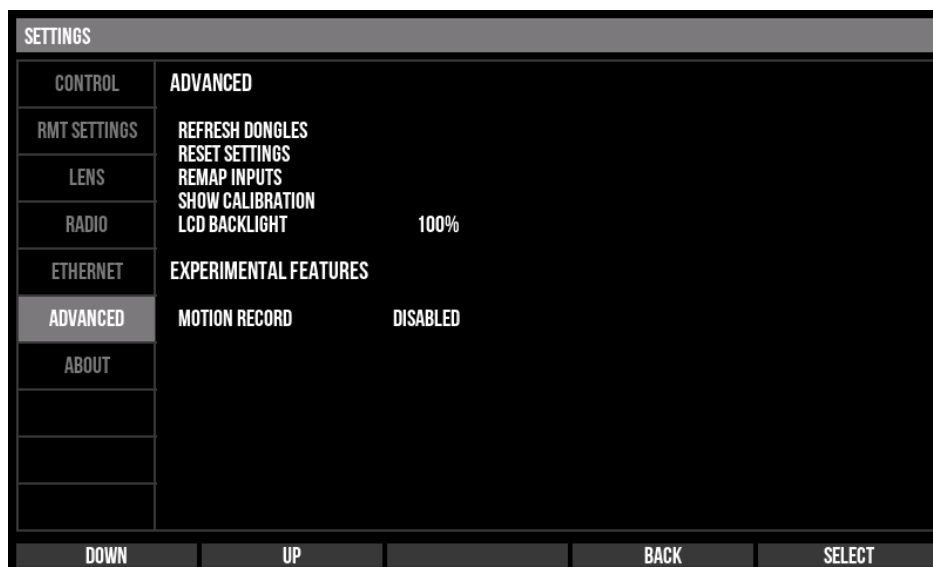 SETTINGS
CONTROL
RMT SETTINGS
LENS
RADIO
ETHERNET
ADVANCED
ABOUT
ADVANCED
REFRESH DONGLES
RESET SETTINGS
REMAP INPUTS
SHOW CALIBRATION
LCD BACKLIGHT 100%
EXPERIMENTAL FEATURES
MOTION RECORD DISABLED
DOWN UP BACK SELECT